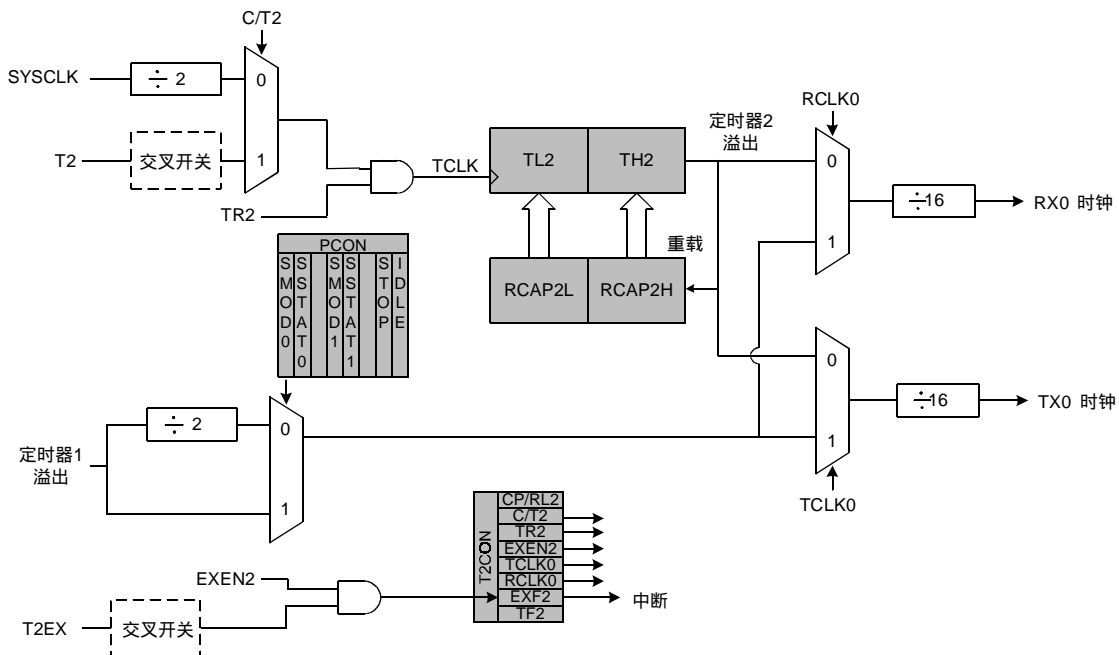 C/T2
SYSCLK
÷ 2
0
T2
交叉开关
1
TR2
TCLK
TL2
TH2
定时器2
溢出
RCLK0
0
1
÷16
RX0 时钟
重载
RCAP2L
RCAP2H
PCON
SMOD0
SSTAT0
SMOD1
SSTAT1
STOP
IDLE
0
1
÷16
TX0 时钟
TCLK0
÷ 2
0
定时器1
溢出
1
T2CON
CP/RL2
C/T2
TR2
EXEN2
TCLK0
RCLK0
EXF2
TF2
中断
EXEN2
T2EX
交叉开关